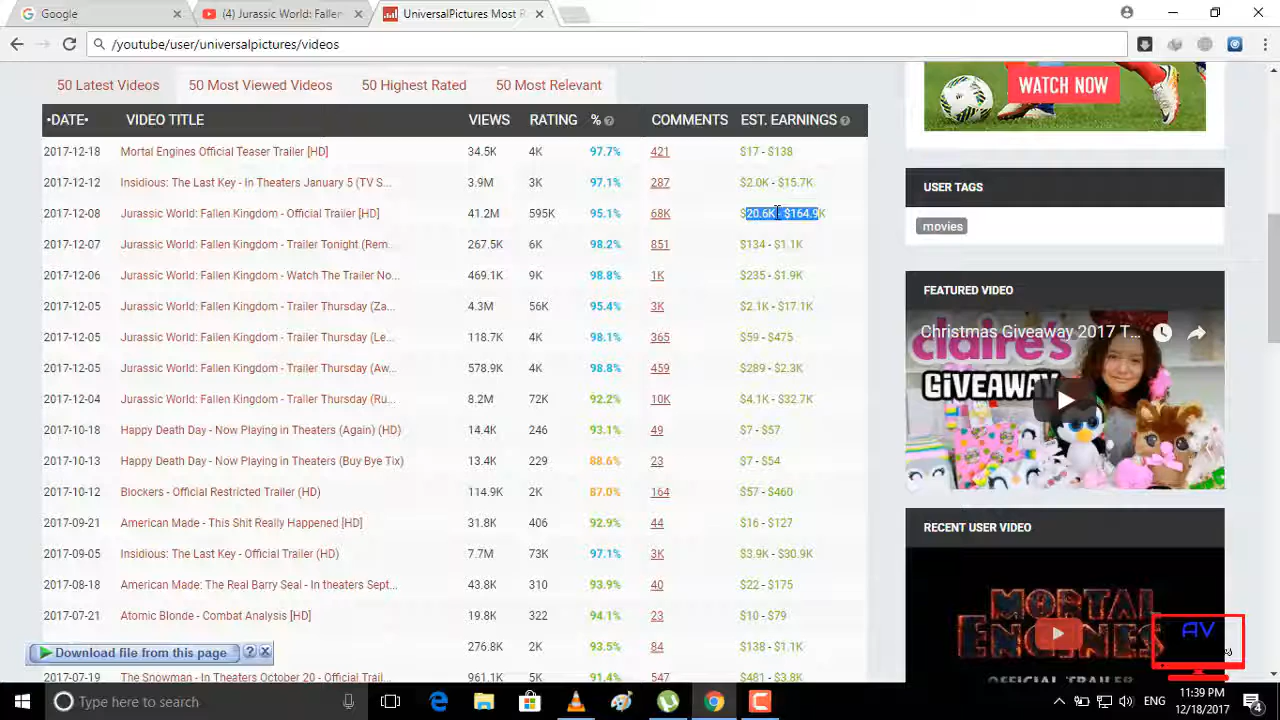 Google
(4) Jurassic World: Fallen
UniversalPictures Most
/youtube/user/universalpictures/videos
50 Latest Videos 50 Most Viewed Videos 50 Highest Rated 50 Most Relevant
•DATE• VIDEO TITLE VIEWS RATING % COMMENTS EST. EARNINGS
2017-12-18 Mortal Engines Official Teaser Trailer [HD] 34.5K 4K 97.7% 421 $17 - $138
2017-12-12 Insidious: The Last Key - In Theaters January 5 (TV S... 3.9M 3K 97.1% 287 $2.0K - $15.7K
2017-12-08 Jurassic World: Fallen Kingdom - Official Trailer [HD] 41.2M 595K 95.1% 68K $20.6K - $164.9K
2017-12-07 Jurassic World: Fallen Kingdom - Trailer Tonight (Rem... 267.5K 6K 98.2% 851 $134 - $1.1K
2017-12-06 Jurassic World: Fallen Kingdom - Watch The Trailer No... 469.1K 9K 98.8% 1K $235 - $1.9K
2017-12-05 Jurassic World: Fallen Kingdom - Trailer Thursday (Za... 4.3M 56K 95.4% 3K $2.1K - $17.1K
2017-12-05 Jurassic World: Fallen Kingdom - Trailer Thursday (Le... 118.7K 4K 98.1% 365 $59 - $475
2017-12-05 Jurassic World: Fallen Kingdom - Trailer Thursday (Aw... 578.9K 4K 98.8% 459 $289 - $2.3K
2017-12-04 Jurassic World: Fallen Kingdom - Trailer Thursday (Ru... 8.2M 72K 92.2% 10K $4.1K - $32.7K
2017-10-18 Happy Death Day - Now Playing in Theaters (Again) (HD) 14.4K 246 93.1% 49 $7 - $57
2017-10-13 Happy Death Day - Now Playing in Theaters (Buy Bye Tix) 13.4K 229 88.6% 23 $7 - $54
2017-10-12 Blockers - Official Restricted Trailer (HD) 114.9K 2K 87.0% 164 $57 - $460
2017-09-21 American Made - This Shit Really Happened [HD] 31.8K 406 92.9% 44 $16 - $127
2017-09-05 Insidious: The Last Key - Official Trailer (HD) 7.7M 73K 97.1% 3K $3.9K - $30.9K
2017-08-18 American Made: The Real Barry Seal - In theaters Sept... 43.8K 310 93.9% 40 $22 - $175
2017-07-21 Atomic Blonde - Combat Analysis [HD] 19.8K 322 94.1% 23 $10 - $79
276.8K 2K 93.5% 84 $138 - $1.1K
2017-07-19 The Snowman - In Theaters October 20 - Official Trail... 961.1K 5K 91.4% 547 $481 - $3.8K
WATCH NOW
USER TAGS
movies
FEATURED VIDEO
Christmas Giveaway 2017 T...
claire's
GIVEAWAY
RECENT USER VIDEO
MORTAL
ENGINES
OFFICIAL TRAILER
AV
Download file from this page
?
Type here to search
ENG
11:39 PM
12/18/2017
4